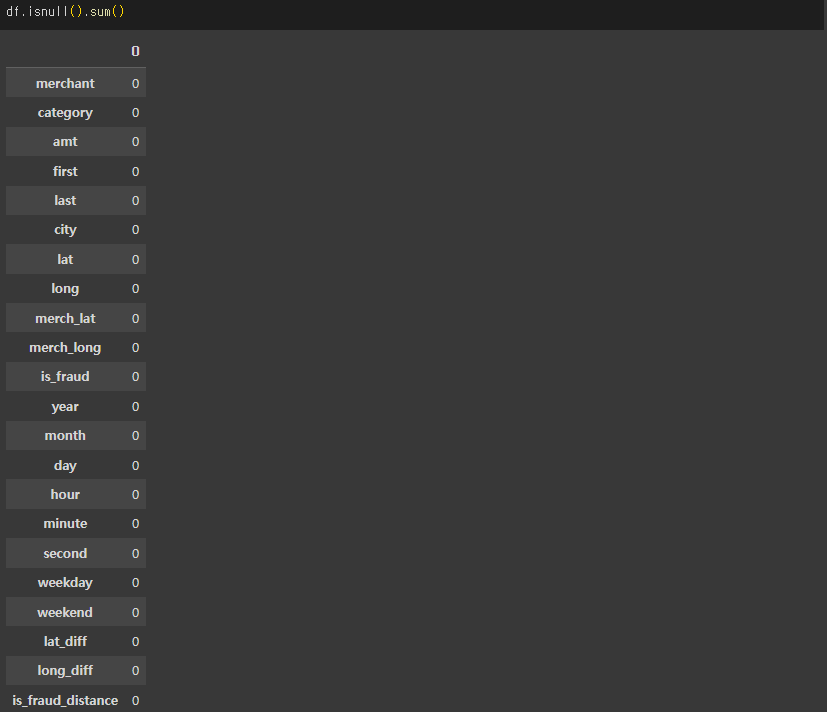 df.isnull().sum()
0
merchant 0
category 0
amt 0
first 0
last 0
city 0
lat 0
long 0
merch_lat 0
merch_long 0
is_fraud 0
year 0
month 0
day 0
hour 0
minute 0
second 0
weekday 0
weekend 0
lat_diff 0
long_diff 0
is_fraud_distance 0